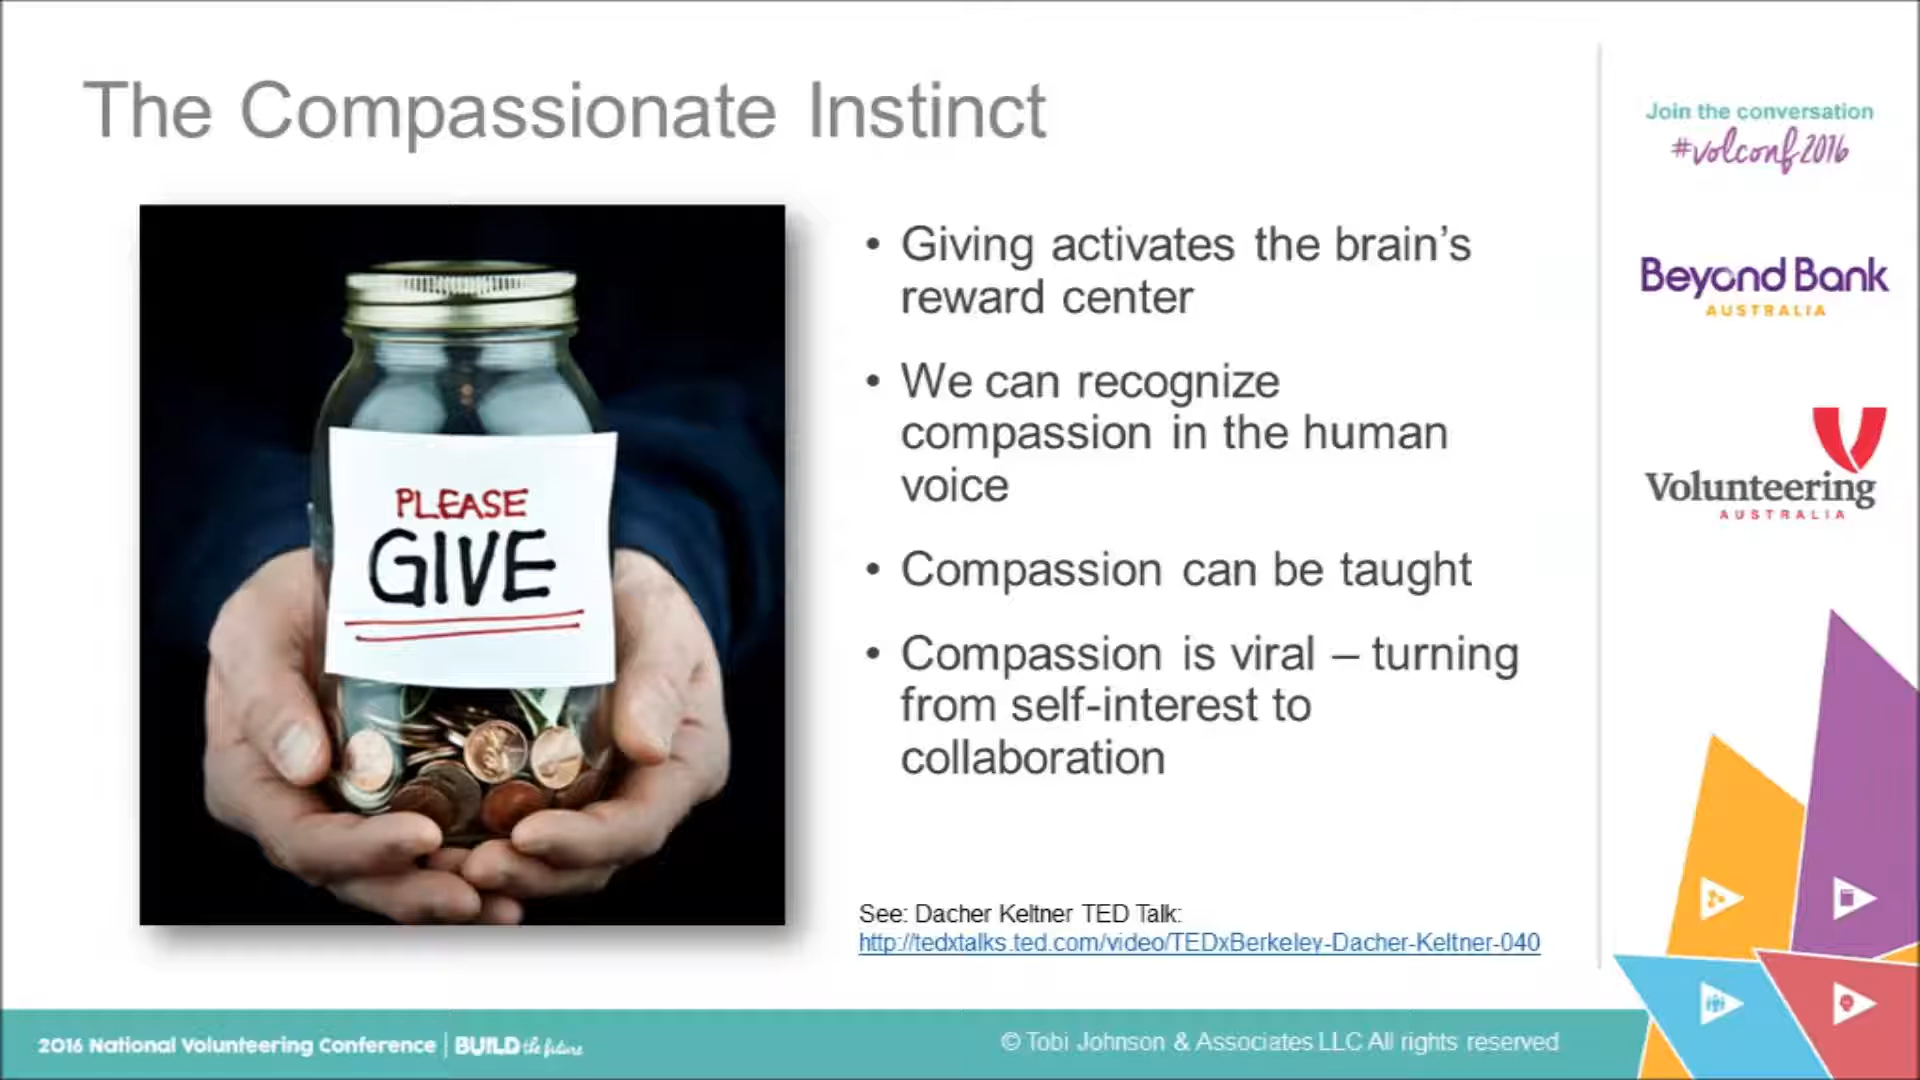 The Compassionate Instinct
PLEASE
GIVE
• Giving activates the brain’s
reward center
• We can recognize
compassion in the human
voice
• Compassion can be taught
• Compassion is viral – turning
from self-interest to
collaboration
See: Dacher Keltner TED Talk:
http://tedxtalks.ted.com/video/TEDxBerkeley-Dacher-Keltner-040
Join the conversation
#volconf2016
Beyond Bank
AUSTRALIA
Volunteering
AUSTRALIA
2016 National Volunteering Conference | BUILD the future
© Tobi Johnson & Associates LLC All rights reserved